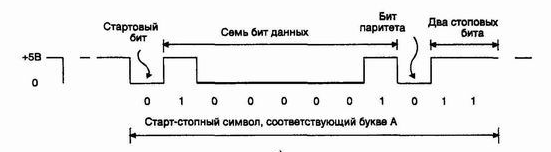 Стартовый
бит
Семь бит данных
Бит
паритета
Два стоповых
бита
+5В
0
0 1 0 0 0 0 0 1 0 1 1
Старт-стопный символ, соответствующий букве А